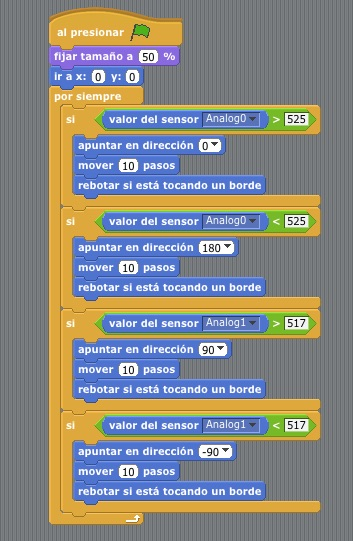 al presionar
fijar tamaño a 50 %
ir a x: 0 y: 0
por siempre
si valor del sensor Analog0 > 525
apuntar en dirección 0
mover 10 pasos
rebotar si está tocando un borde
si valor del sensor Analog0 < 525
apuntar en dirección 180
mover 10 pasos
rebotar si está tocando un borde
si valor del sensor Analog1 > 517
apuntar en dirección 90
mover 10 pasos
rebotar si está tocando un borde
si valor del sensor Analog1 < 517
apuntar en dirección -90
mover 10 pasos
rebotar si está tocando un borde